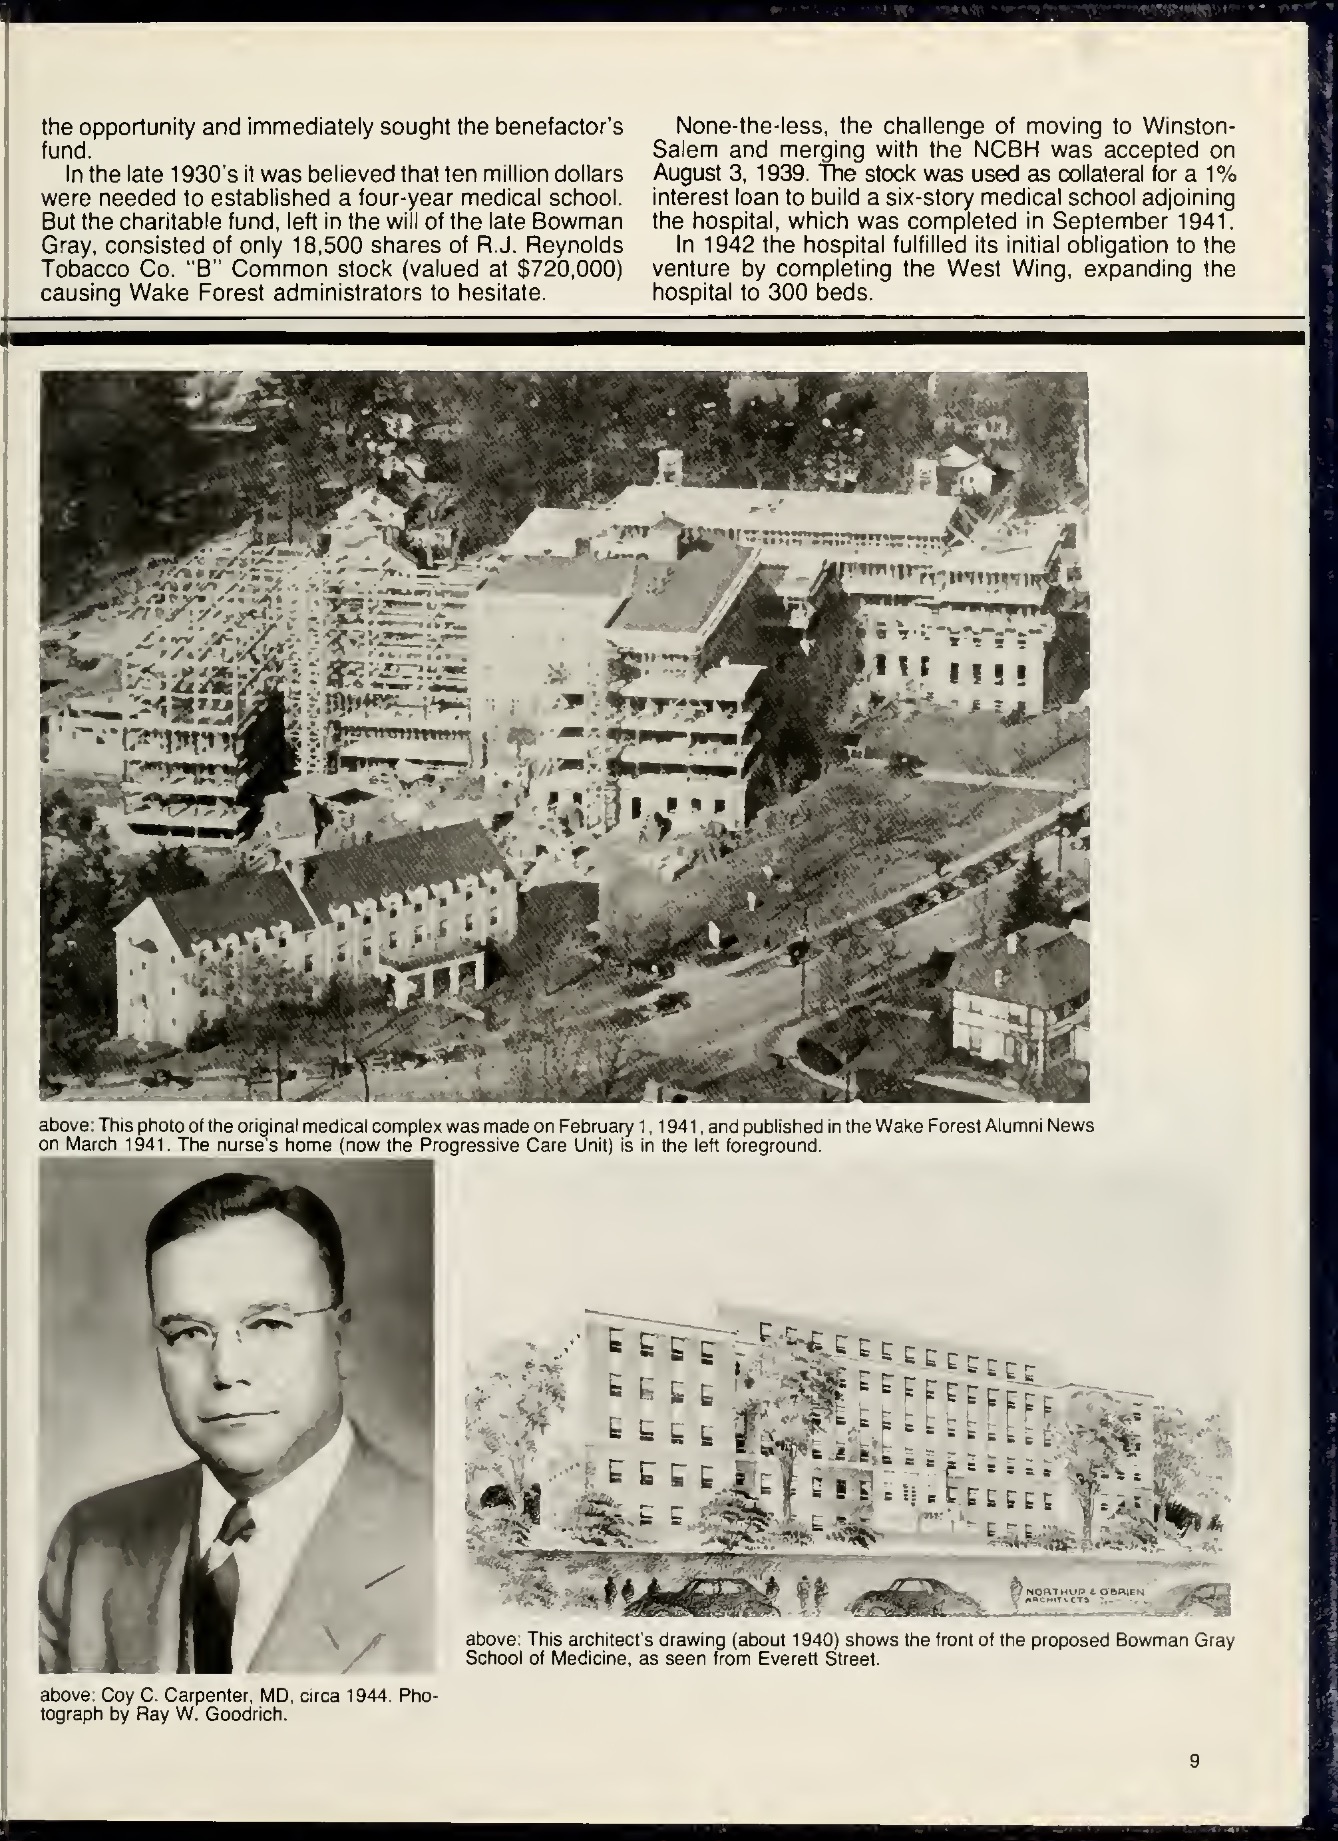 the opportunity and immediately sought the benefactor's
fund.
In the late 1930's it was believed that ten million dollars
were needed to established a four-year medical school.
But the charitable fund, left in the will of the late Bowman
Gray, consisted of only 18,500 shares of R.J. Reynolds
Tobacco Co. "B" Common stock (valued at $720,000)
causing Wake Forest administrators to hesitate.
None-the-less, the challenge of moving to Winston-
Salem and merging with the NCBH was accepted on
August 3, 1939. The stock was used as collateral for a 1%
interest loan to build a six-story medical school adjoining
the hospital, which was completed in September 1941.
In 1942 the hospital fulfilled its initial obligation to the
venture by completing the West Wing, expanding the
hospital to 300 beds.
above: This photo of the original medical complex was made on February 1, 1941, and published in the Wake Forest Alumni News
on March 1941. The nurse's home (now the Progressive Care Unit) is in the left foreground.
NORTHUP & OBRIEN
ARCHITECTS
above: This architect's drawing (about 1940) shows the front of the proposed Bowman Gray
School of Medicine, as seen from Everett Street.
above: Coy C. Carpenter, MD, circa 1944. Pho-
tograph by Ray W. Goodrich.
9